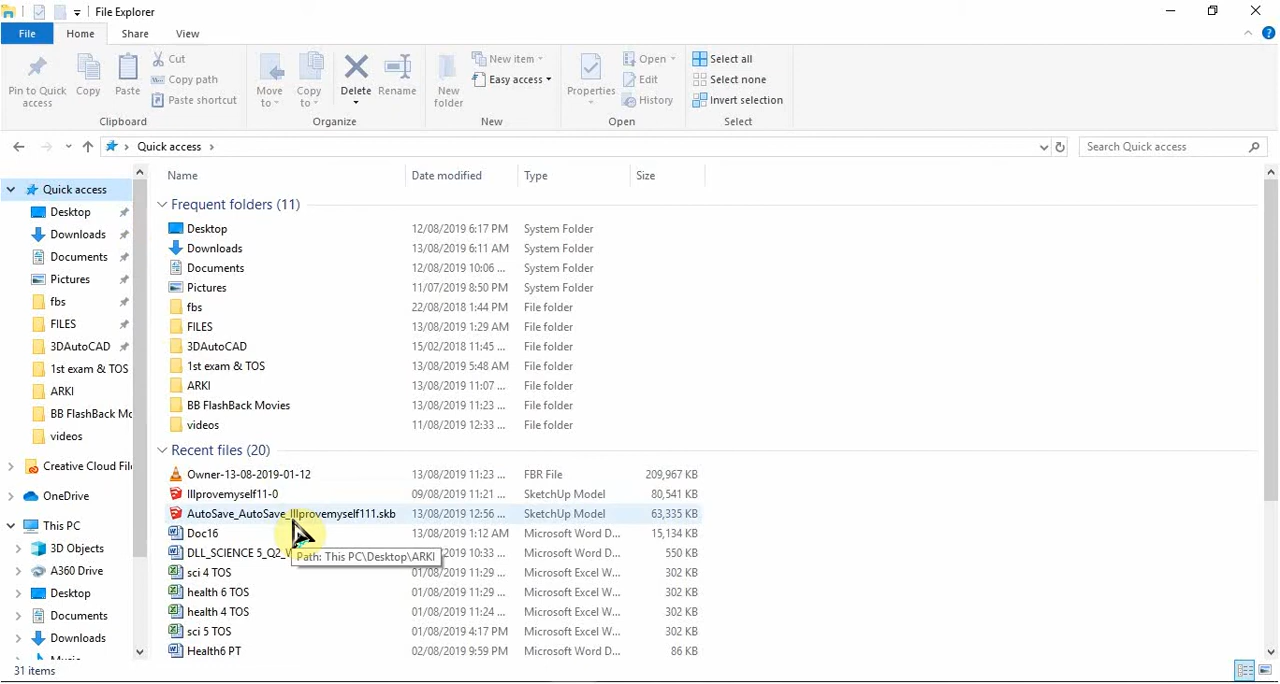 File Explorer
File Home Share View
Pin to Quick access
Copy
Paste
Cut
Copy path
Paste shortcut
Clipboard
Move to
Copy to
Delete
Rename
Organize
New folder
New item
Easy access
New
Properties
Open
Edit
History
Open
Select all
Select none
Invert selection
Select
Quick access
Search Quick access
Quick access
Desktop
Downloads
Documents
Pictures
fbs
FILES
3DAutoCAD
1st exam & TOS
ARKI
BB FlashBack Mo
videos
Creative Cloud Fil
OneDrive
This PC
3D Objects
A360 Drive
Desktop
Documents
Downloads
Name Date modified Type Size
Frequent folders (11)
Desktop 12/08/2019 6:17 PM System Folder
Downloads 13/08/2019 6:11 AM System Folder
Documents 12/08/2019 10:06 ... System Folder
Pictures 11/07/2019 8:50 PM System Folder
fbs 22/08/2018 1:44 PM File folder
FILES 13/08/2019 1:29 AM File folder
3DAutoCAD 15/02/2018 11:45 ... File folder
1st exam & TOS 13/08/2019 5:48 AM File folder
ARKI 13/08/2019 11:07 ... File folder
BB FlashBack Movies 13/08/2019 11:23 ... File folder
videos 11/08/2019 12:33 ... File folder
Recent files (20)
Owner-13-08-2019-01-12 13/08/2019 11:23 ... FBR File 209,967 KB
IIIprovemyself11-0 09/08/2019 11:21 ... SketchUp Model 80,541 KB
AutoSave_AutoSave_IIIprovemyself111.skb 13/08/2019 12:56 ... SketchUp Model 63,335 KB
Doc16 13/08/2019 1:12 AM Microsoft Word D... 15,134 KB
DLL_SCIENCE 5_Q2_ /08/2019 10:33 ... Microsoft Word D... 550 KB
Path: This PC\Desktop\ARKI
sci 4 TOS 01/08/2019 11:29 ... Microsoft Excel W... 302 KB
health 6 TOS 01/08/2019 11:29 ... Microsoft Excel W... 302 KB
health 4 TOS 01/08/2019 11:24 ... Microsoft Excel W... 302 KB
sci 5 TOS 01/08/2019 4:17 PM Microsoft Excel W... 302 KB
Health6 PT 02/08/2019 9:59 PM Microsoft Word D... 86 KB
31 items